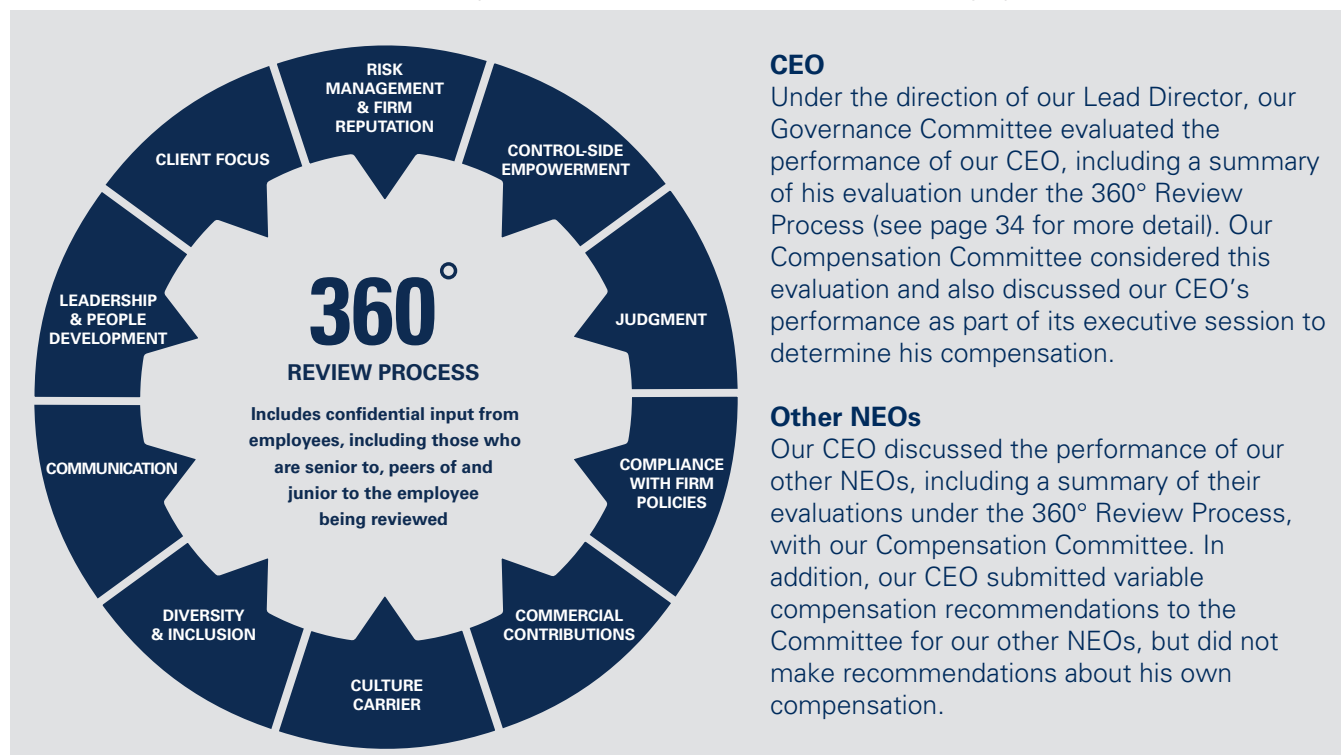 RISK
MANAGEMENT
& FIRM
REPUTATION
CONTROL-SIDE
EMPOWERMENT
JUDGMENT
COMPLIANCE
WITH FIRM
POLICIES
COMMERCIAL
CONTRIBUTIONS
CULTURE
CARRIER
DIVERSITY
& INCLUSION
COMMUNICATION
LEADERSHIP
& PEOPLE
DEVELOPMENT
CLIENT FOCUS
360°
REVIEW PROCESS
Includes confidential input from
employees, including those who
are senior to, peers of and
junior to the employee
being reviewed
CEO
Under the direction of our Lead Director, our
Governance Committee evaluated the
performance of our CEO, including a summary
of his evaluation under the 360° Review
Process (see page 34 for more detail). Our
Compensation Committee considered this
evaluation and also discussed our CEO’s
performance as part of its executive session to
determine his compensation.
Other NEOs
Our CEO discussed the performance of our
other NEOs, including a summary of their
evaluations under the 360° Review Process,
with our Compensation Committee. In
addition, our CEO submitted variable
compensation recommendations to the
Committee for our other NEOs, but did not
make recommendations about his own
compensation.